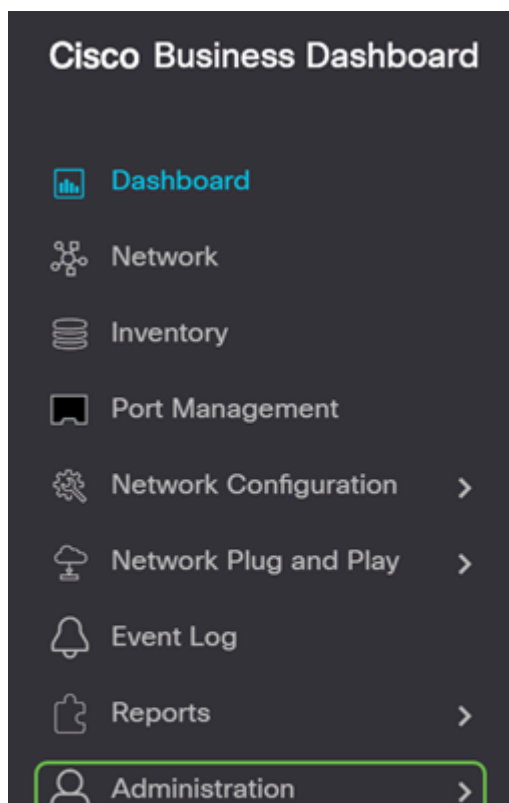 Cisco Business Dashboard
Dashboard
Network
Inventory
Port Management
Network Configuration
Network Plug and Play
Event Log
Reports
Administration